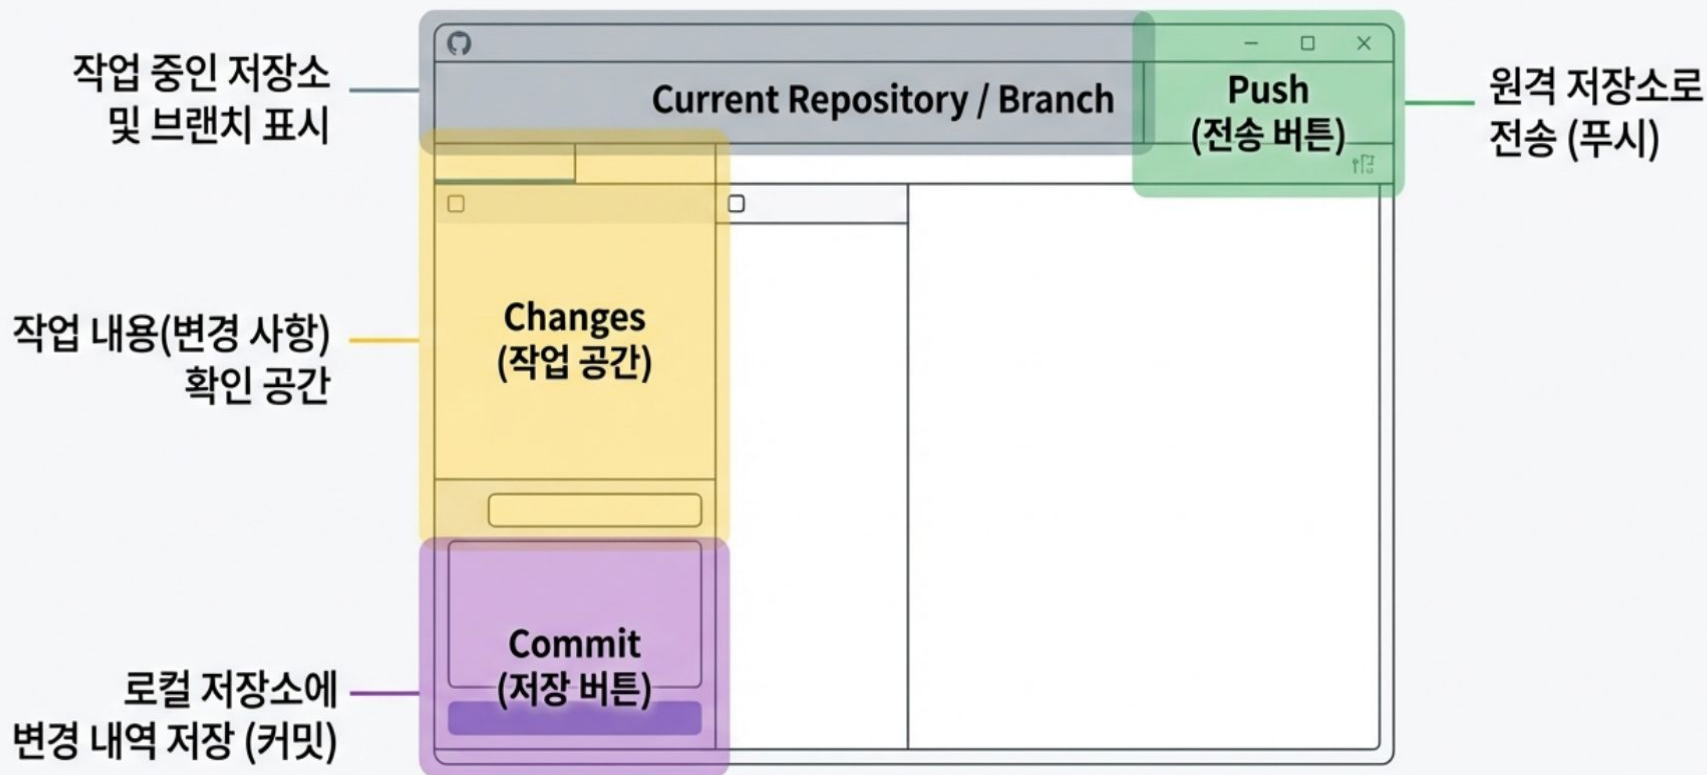 작업 중인 저장소
및 브랜치 표시
Current Repository / Branch
Push
(전송 버튼)
원격 저장소로
전송 (푸시)
작업 내용(변경 사항)
확인 공간
Changes
(작업 공간)
로컬 저장소에
변경 내역 저장 (커밋)
Commit
(저장 버튼)